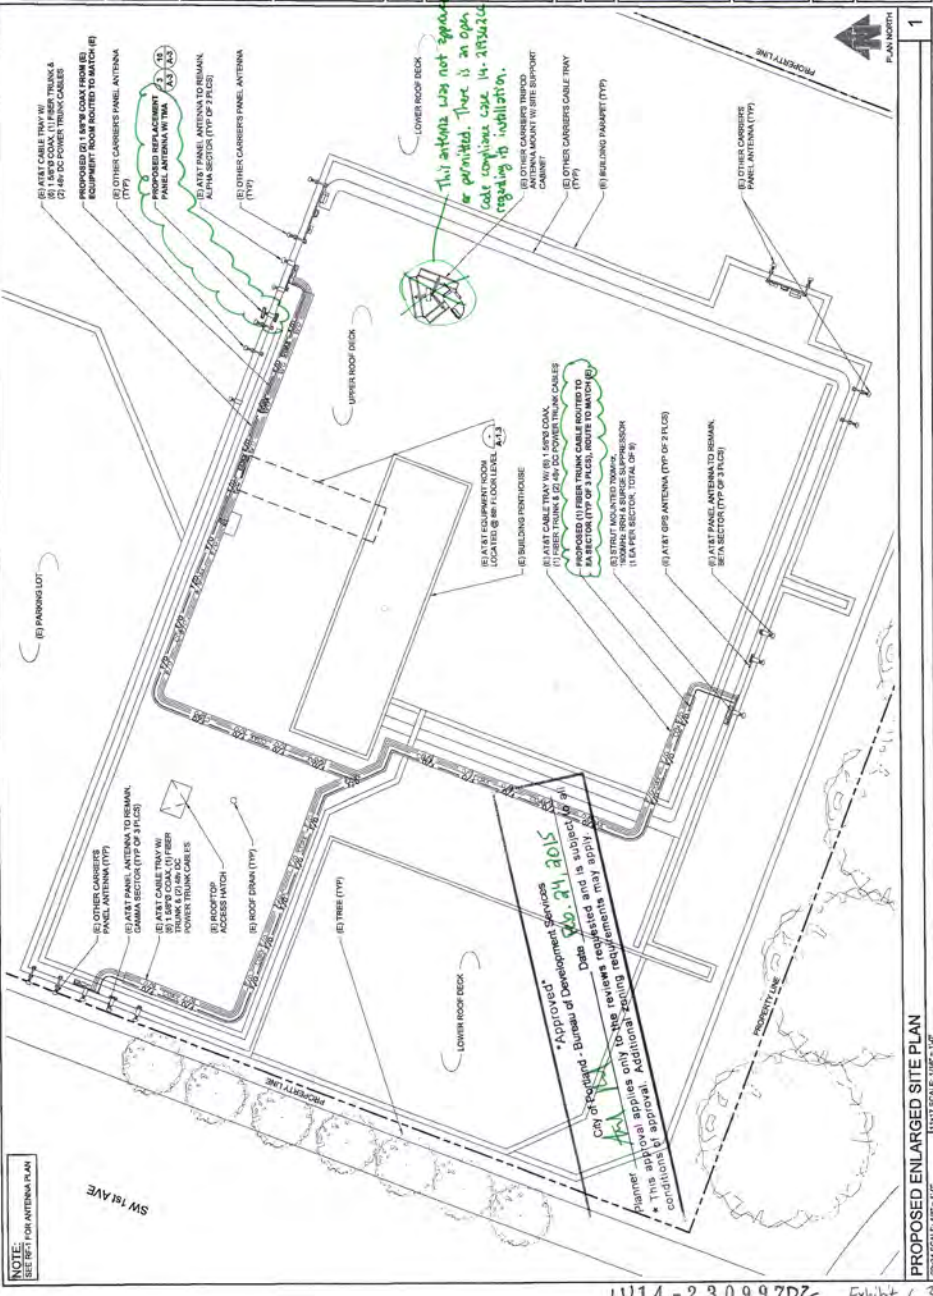 NOTE:
SEE RF-1 FOR ANTENNA PLAN
SW 1st AVE
(E) PARKING LOT
(E) AT&T CABLE TRAY W/
(6) 1 5/8"Ø COAX, (1) FIBER TRUNK &
(2) 48v DC POWER TRUNK CABLES
PROPOSED (2) 1 5/8"Ø COAX FROM (E)
EQUIPMENT ROOM ROUTED TO MATCH (E)
(E) OTHER CARRIER'S PANEL ANTENNA
(TYP)
PROPOSED REPLACEMENT
PANEL ANTENNA W/ TMA
3
A-3
10
A-3
(E) AT&T PANEL ANTENNA TO REMAIN,
ALPHA SECTOR (TYP OF 2 PLCS)
(E) OTHER CARRIER'S PANEL ANTENNA
(TYP)
LOWER ROOF DECK
This antenna was not
or permitted. There is an open
Code compliance case 14-
regarding its installation.
(E) OTHER CARRIER'S TRIPOD
ANTENNA MOUNT W/ SITE SUPPORT
CABINET
(E) OTHER CARRIER'S CABLE TRAY
(TYP)
(E) BUILDING PARAPET (TYP)
(E) OTHER CARRIER'S
PANEL ANTENNA (TYP)
PROPERTY LINE
PLAN NORTH
UPPER ROOF DECK
(E) AT&T EQUIPMENT ROOM
LOCATED @ 8th FLOOR LEVEL
A-1.3
(E) BUILDING PENTHOUSE
(E) AT&T CABLE TRAY W/ (6) 1 5/8"Ø COAX,
(1) FIBER TRUNK & (2) 48v DC POWER TRUNK CABLES
PROPOSED (1) FIBER TRUNK CABLE ROUTED TO
EA SECTOR (TYP OF 3 PLCS), ROUTE TO MATCH (E)
(E) STRUT MOUNTED 700MHz,
1900MHz RRH & SURGE SUPPRESSOR
(1 EA PER SECTOR, TOTAL OF 9)
(E) AT&T GPS ANTENNA (TYP OF 2 PLCS)
(E) AT&T PANEL ANTENNA TO REMAIN,
BETA SECTOR (TYP OF 3 PLCS)
(E) OTHER CARRIER'S
PANEL ANTENNA (TYP)
(E) AT&T PANEL ANTENNA TO REMAIN,
GAMMA SECTOR (TYP OF 3 PLCS)
(E) AT&T CABLE TRAY W/
(6) 1 5/8"Ø COAX, (1) FIBER
TRUNK & (2) 48v DC
POWER TRUNK CABLES
(E) ROOFTOP
ACCESS HATCH
(E) ROOF DRAIN (TYP)
(E) TREE (TYP)
LOWER ROOF DECK
PROPERTY LINE
*Approved*
City of Portland - Bureau of Development Services
Planner
Date
24, 2015
* This approval applies only to the reviews requested and is subject to all
conditions of approval. Additional zoning requirements may apply.
PROPERTY LINE
PROPOSED ENLARGED SITE PLAN
1
Exhibit